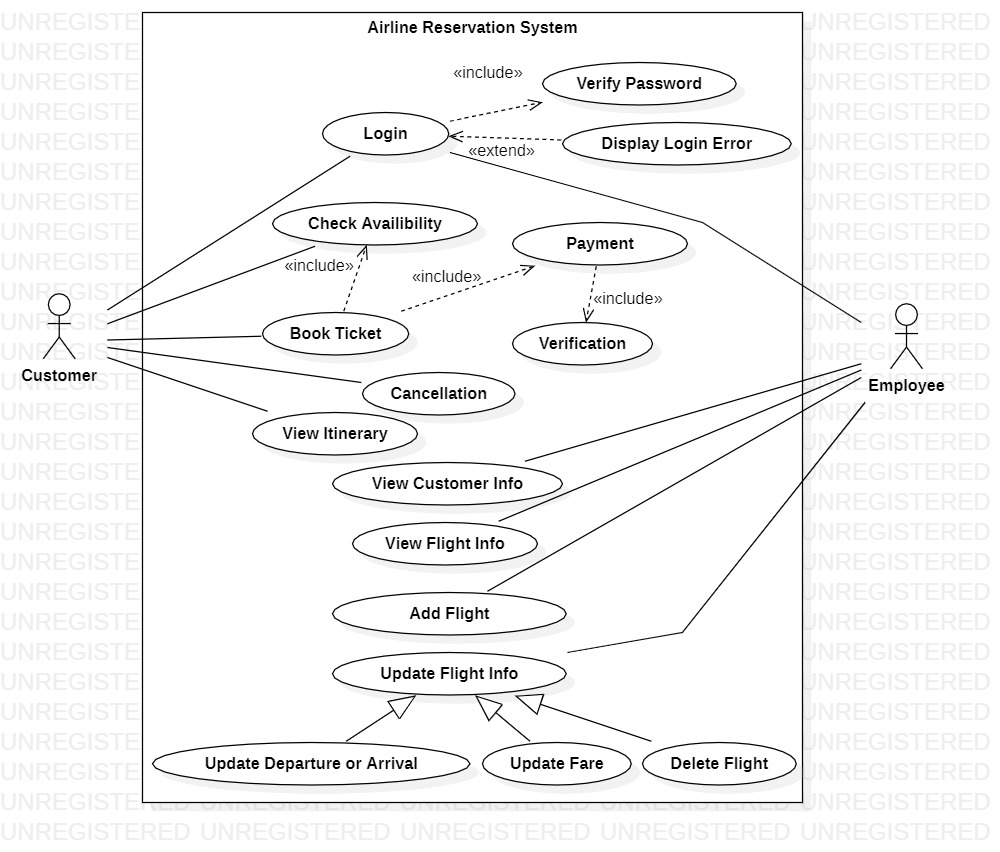 Airline Reservation System
«include»
Verify Password
Login
Display Login Error
«extend»
Check Availibility
Payment
«include»
«include»
«include»
Book Ticket
Verification
Customer
Employee
Cancellation
View Itinerary
View Customer Info
View Flight Info
Add Flight
Update Flight Info
Update Departure or Arrival
Update Fare
Delete Flight
UNREGISTERED UNREGISTERED UNREGISTERED UNREGISTERED UNREGISTERED